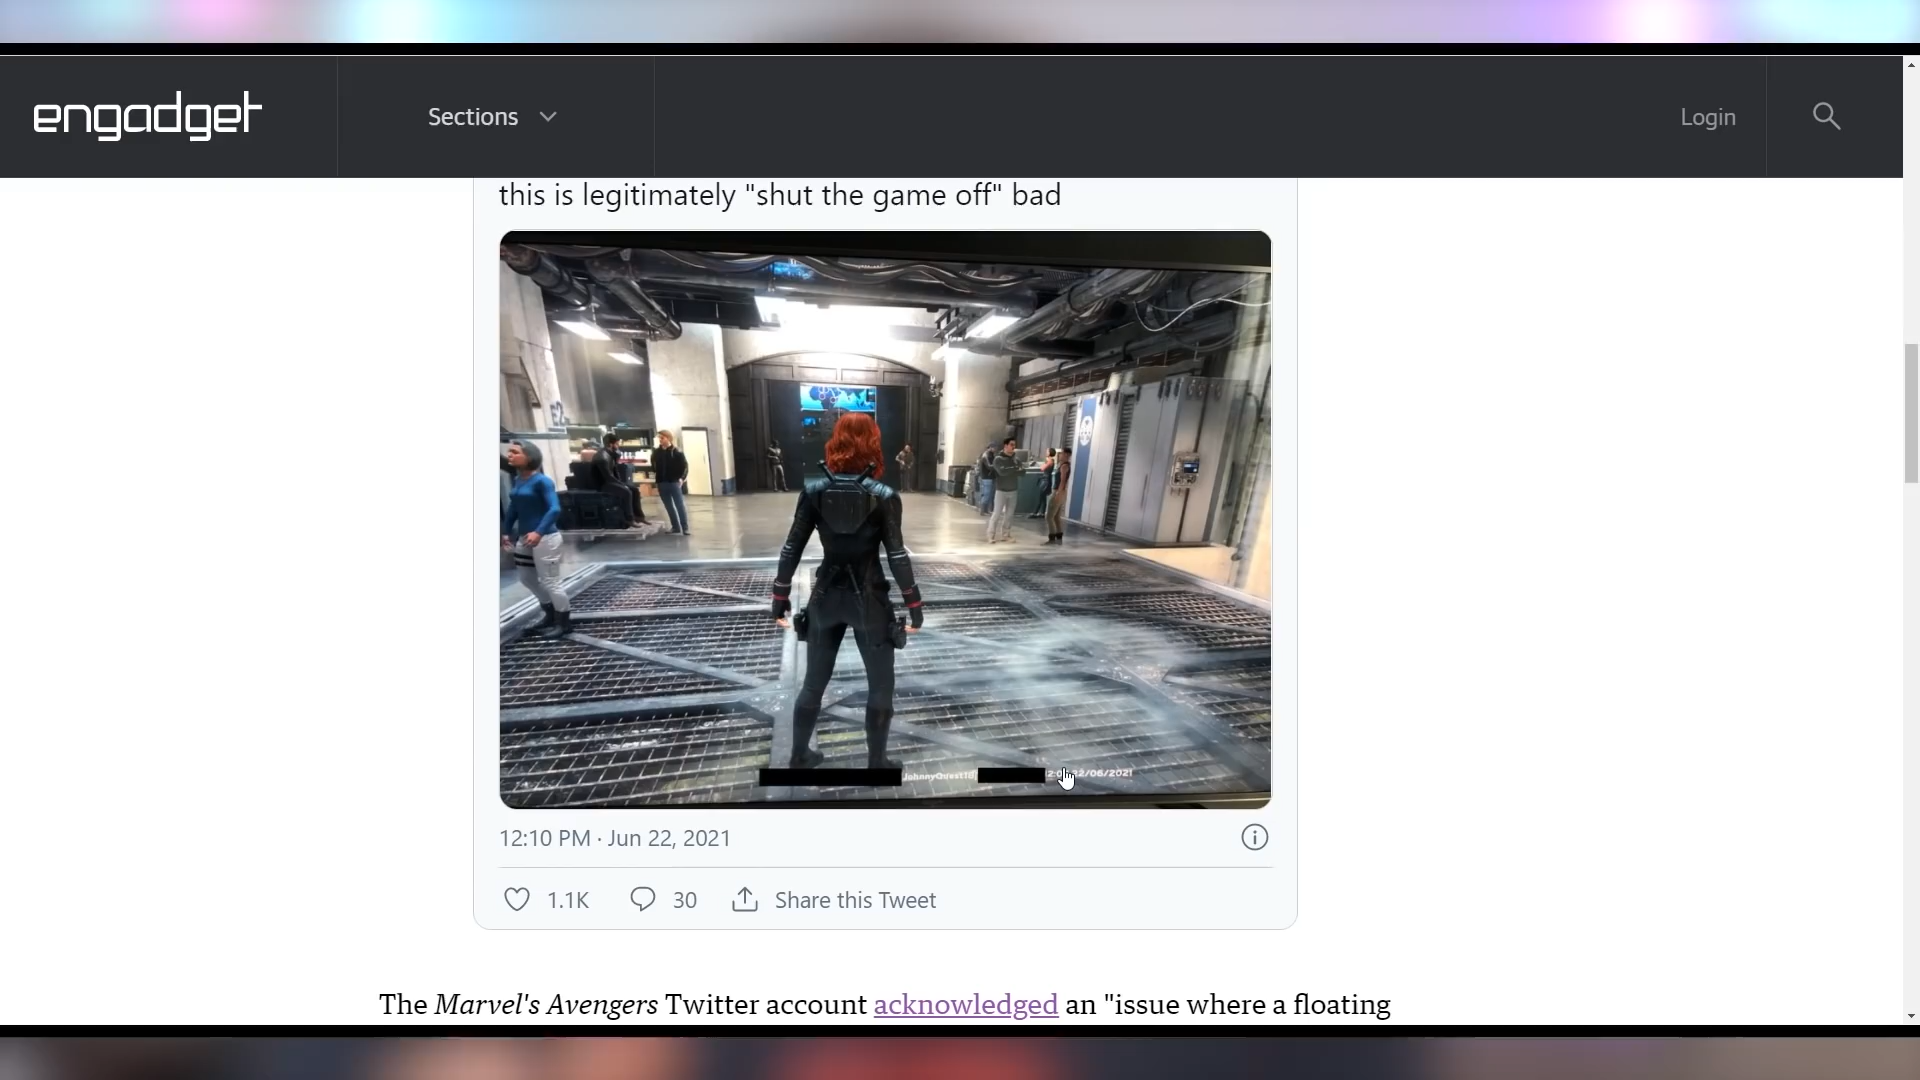 engadget
Sections
Login
this is legitimately "shut the game off" bad
12:10 PM · Jun 22, 2021
1.1K
30
Share this Tweet
The Marvel's Avengers Twitter account acknowledged an "issue where a floating